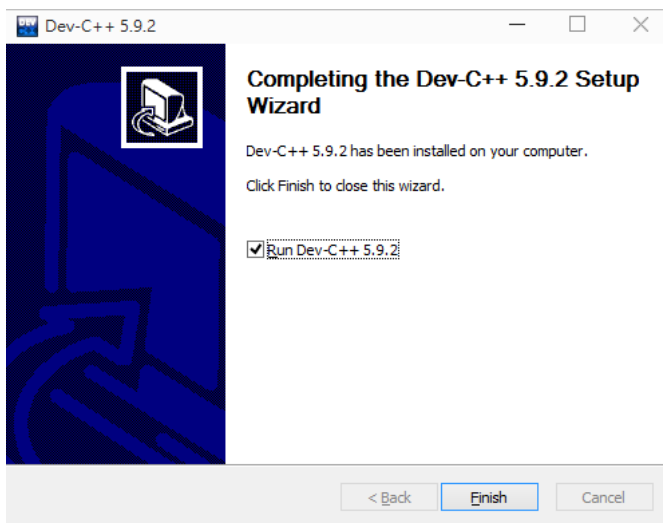 Dev-C++ 5.9.2
Completing the Dev-C++ 5.9.2 Setup
Wizard
Dev-C++ 5.9.2 has been installed on your computer.
Click Finish to close this wizard.
Run Dev-C++ 5.9.2
< Back Finish Cancel